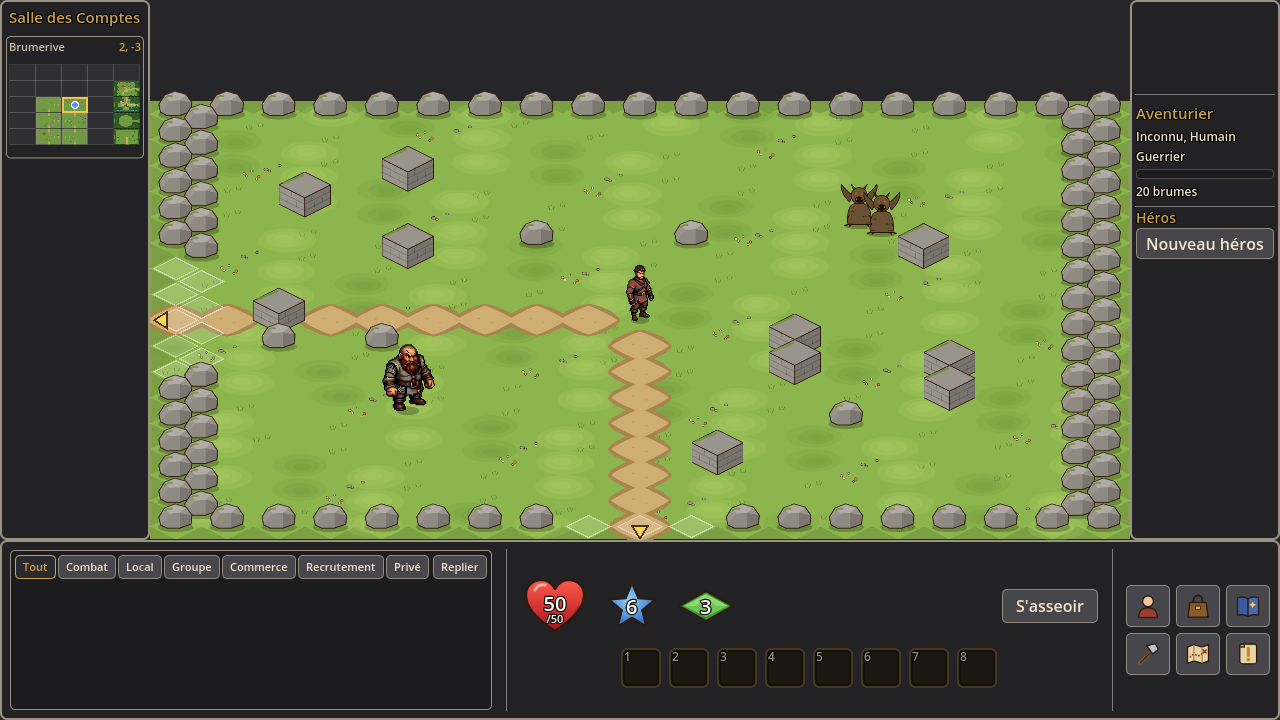 Salle des Comptes
Brumerive 2, -3
Aventurier
Inconnu, Humain
Guerrier
20 brumes
Héros
Nouveau héros
Tout Combat Local Groupe Commerce Recrutement Privé Replier
50
/50
6
3
S'asseoir
1 2 3 4 5 6 7 8